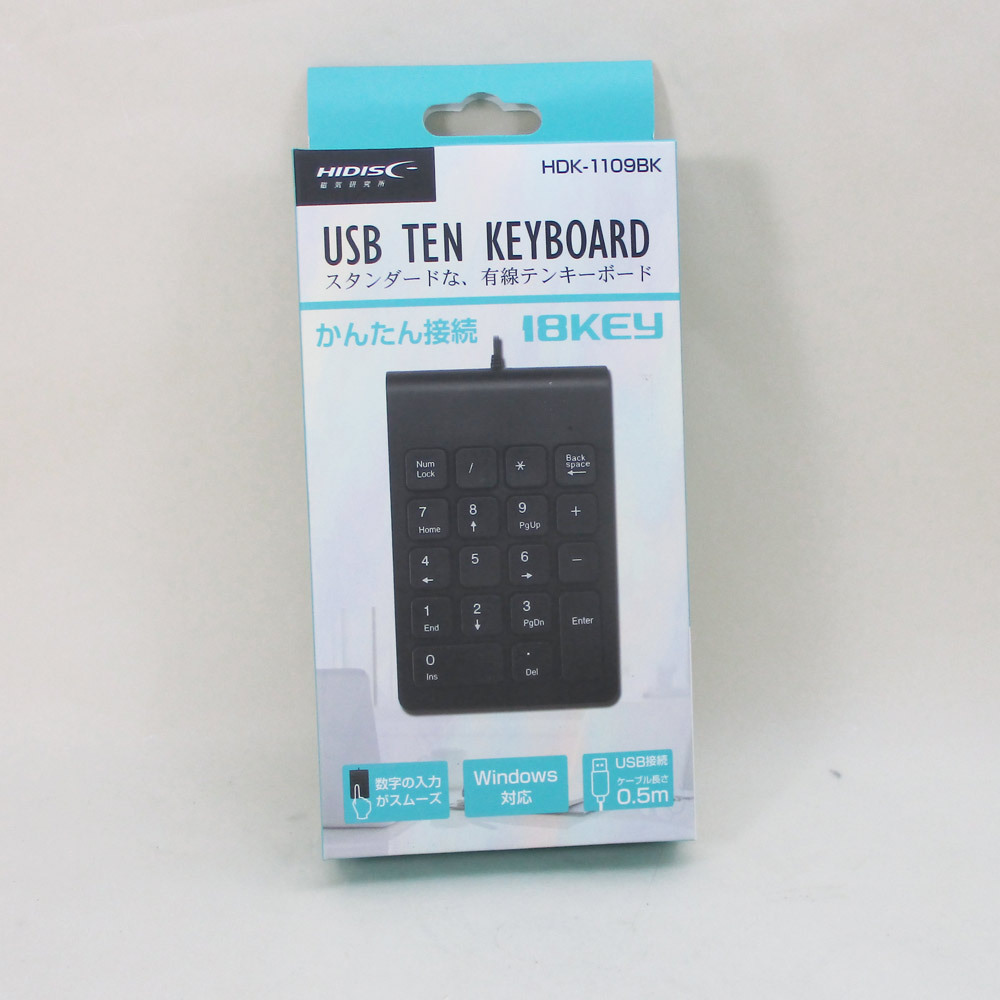 HIDISC
磁気研究所
HDK-1109BK
USB TEN KEYBOARD
スタンダードな、有線テンキーボード
かんたん接続
18KEY
Num Lock
/
*
Back space
←
7 Home
8 ↑
9 PgUp
+
4 ←
5
6 →
−
1 End
2 ↓
3 PgDn
Enter
0 Ins
. Del
数字の入力
がスムーズ
Windows
対応
USB接続
ケーブル長さ
0.5m